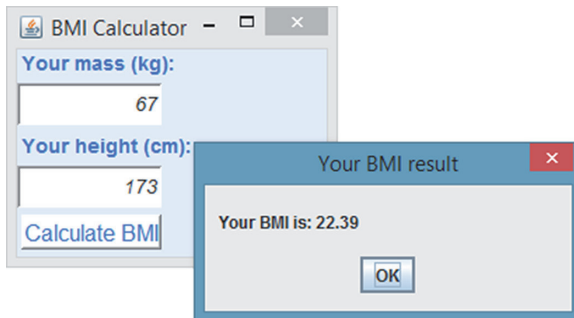 BMI Calculator
Your mass (kg):
67
Your height (cm):
173
Calculate BMI
Your BMI result
Your BMI is: 22.39
OK